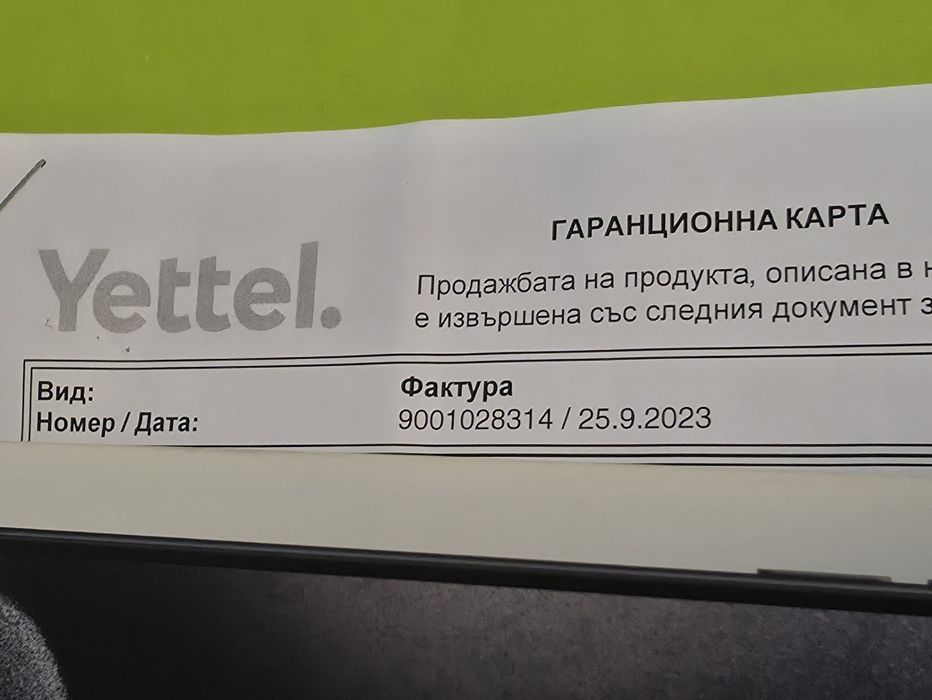 Yettel.
ГАРАНЦИОННА КАРТА
Продажбата на продукта, описана в
е извършена със следния документ
Вид: Фактура
Номер / Дата: 9001028314 / 25.9.2023